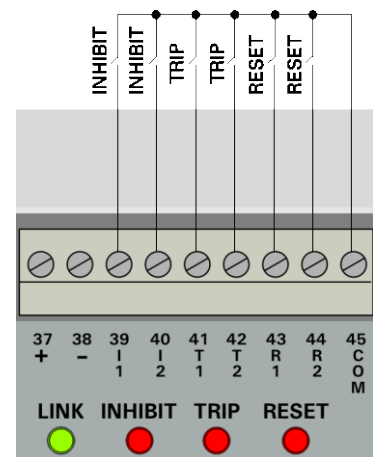 INHIBIT
INHIBIT
TRIP
TRIP
RESET
RESET
37 38 39 40 41 42 43 44 45
+ - I I T T R R C
1 2 1 2 1 2 O
M
LINK INHIBIT TRIP RESET